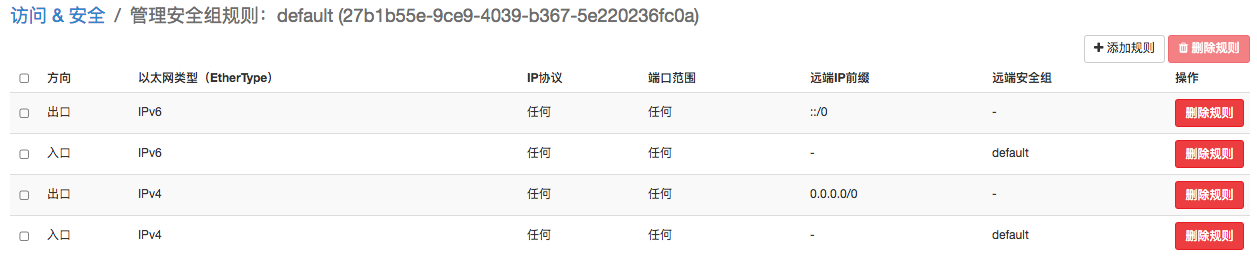 访问 & 安全 / 管理安全组规则：default (27b1b55e-9ce9-4039-b367-5e220236fc0a)
添加规则 删除规则
方向 以太网类型（EtherType） IP协议 端口范围 远端IP前缀 远端安全组 操作
出口 IPv6 任何 任何 ::/0 - 删除规则
入口 IPv6 任何 任何 - default 删除规则
出口 IPv4 任何 任何 0.0.0.0/0 - 删除规则
入口 IPv4 任何 任何 - default 删除规则